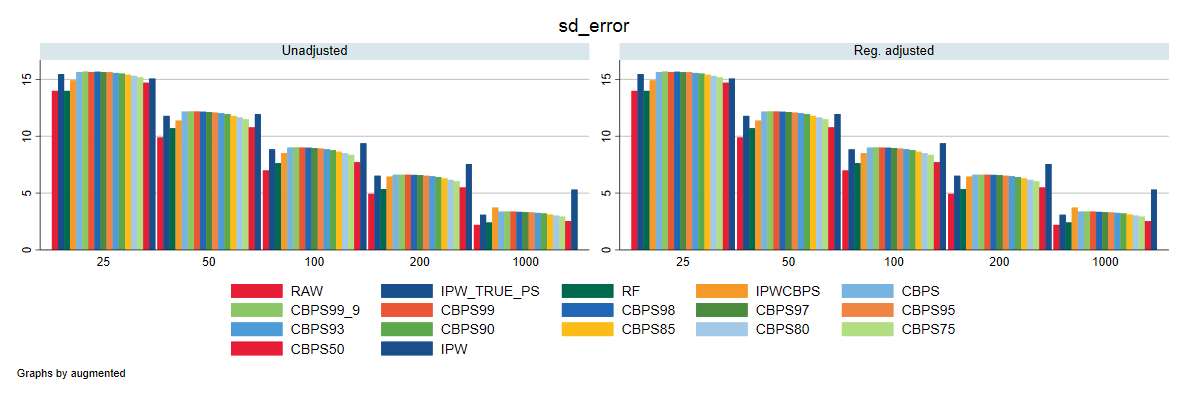 sd_error
Unadjusted Reg. adjusted
15 15
10 10
5 5
0 0
25 50 100 200 1000 25 50 100 200 1000
RAW IPW_TRUE_PS RF IPWCBPS CBPS
CBPS99_9 CBPS99 CBPS98 CBPS97 CBPS95
CBPS93 CBPS90 CBPS85 CBPS80 CBPS75
CBPS50 IPW
Graphs by augmented